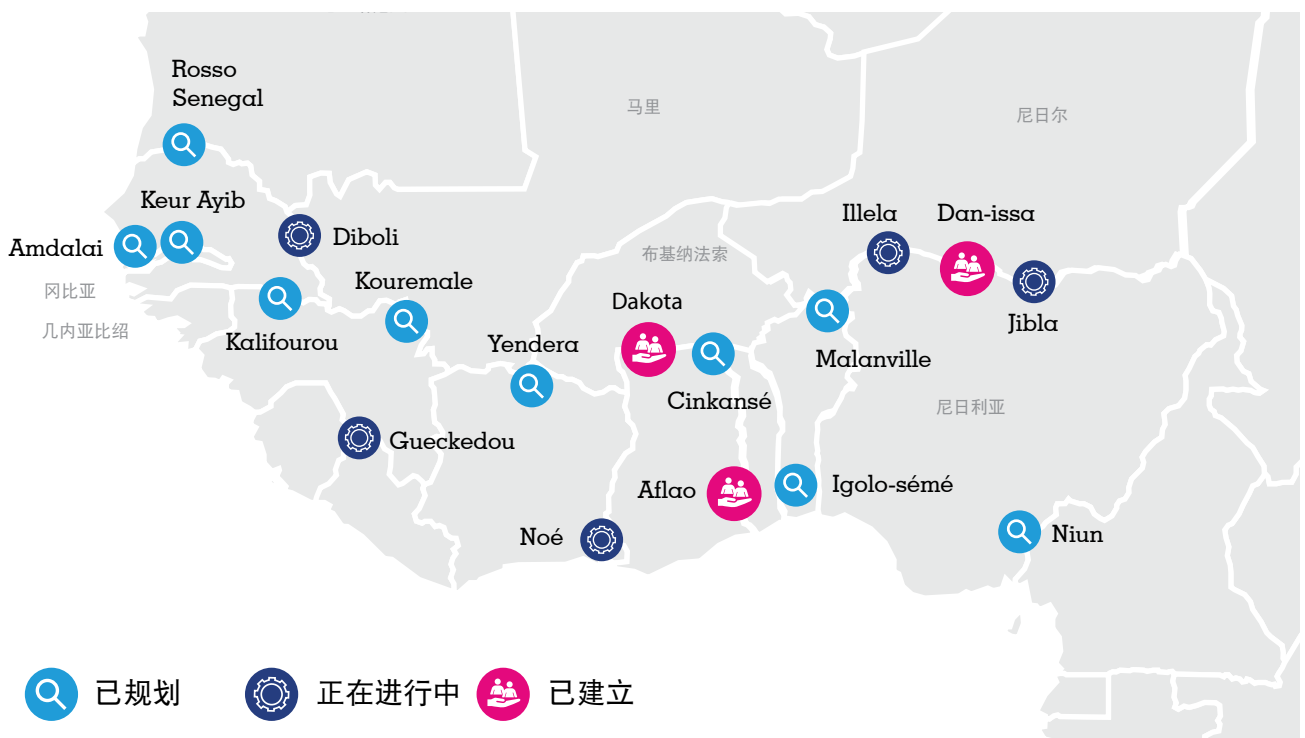 Rosso
Senegal
马里
尼日尔
Keur Ayib
Illela
Dan-issa
Amdalai
Diboli
布基纳法索
冈比亚
Kouremale
Dakota
几内亚比绍
Kalifourou
Yendera
Jibla
Malanville
Cinkansé
尼日利亚
Gueckedou
Aflao
Igolo-sémé
Noé
Niun
已规划
正在进行中
已建立